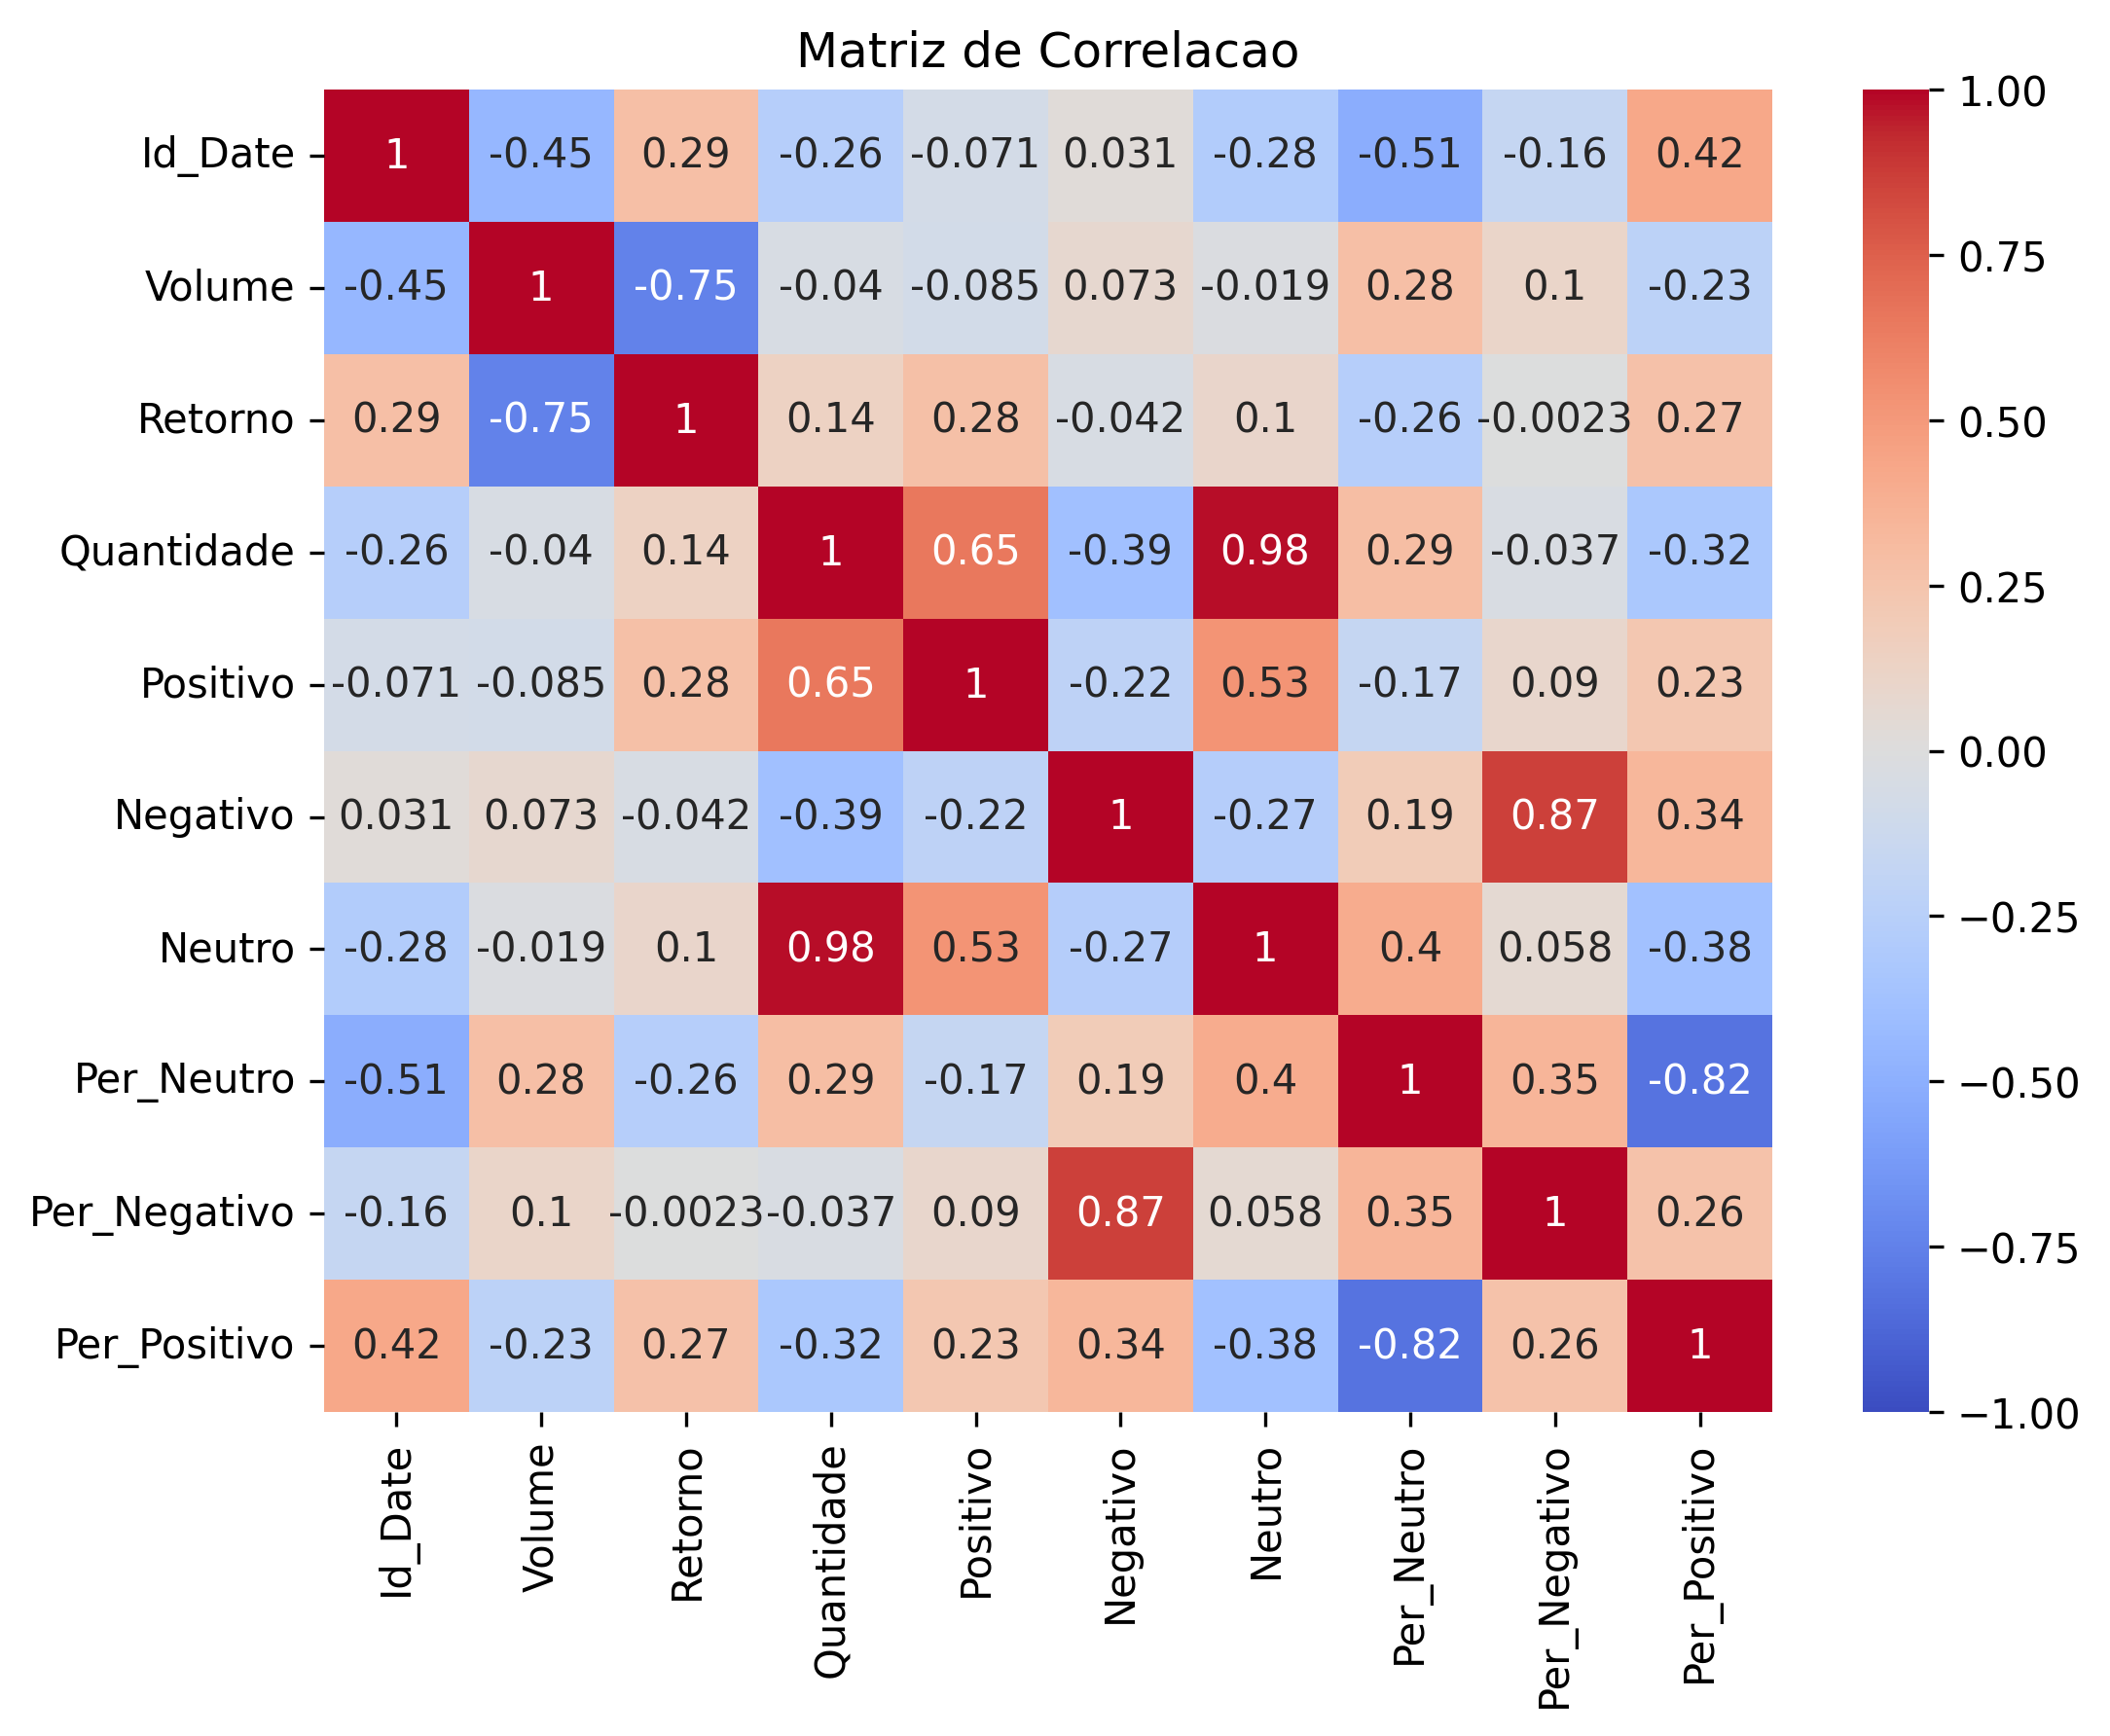 Matriz de Correlacao
Id_Date 1 -0.45 0.29 -0.26 -0.071 0.031 -0.28 -0.51 -0.16 0.42
Volume -0.45 1 -0.75 -0.04 -0.085 0.073 -0.019 0.28 0.1 -0.23
Retorno 0.29 -0.75 1 0.14 0.28 -0.042 0.1 -0.26 -0.0023 0.27
Quantidade -0.26 -0.04 0.14 1 0.65 -0.39 0.98 0.29 -0.037 -0.32
Positivo -0.071 -0.085 0.28 0.65 1 -0.22 0.53 -0.17 0.09 0.23
Negativo 0.031 0.073 -0.042 -0.39 -0.22 1 -0.27 0.19 0.87 0.34
Neutro -0.28 -0.019 0.1 0.98 0.53 -0.27 1 0.4 0.058 -0.38
Per_Neutro -0.51 0.28 -0.26 0.29 -0.17 0.19 0.4 1 0.35 -0.82
Per_Negativo -0.16 0.1 -0.0023 -0.037 0.09 0.87 0.058 0.35 1 0.26
Per_Positivo 0.42 -0.23 0.27 -0.32 0.23 0.34 -0.38 -0.82 0.26 1
Id_Date
Volume
Retorno
Quantidade
Positivo
Negativo
Neutro
Per_Neutro
Per_Negativo
Per_Positivo
1.00
0.75
0.50
0.25
0.00
−0.25
−0.50
−0.75
−1.00